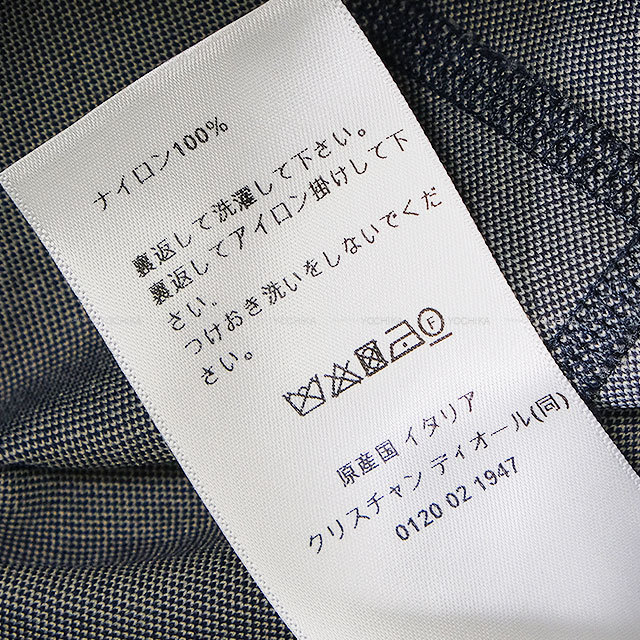 ナイロン100%
裏返して洗濯して下さい。
裏返してアイロン掛けして下
さい.
つけおき洗いをしないでくだ
さい。
F
原産国 イタリア
クリスチャン ディオール(同)
0120 02 1947
YOCHIKA YOCHIKA YOCHIKA